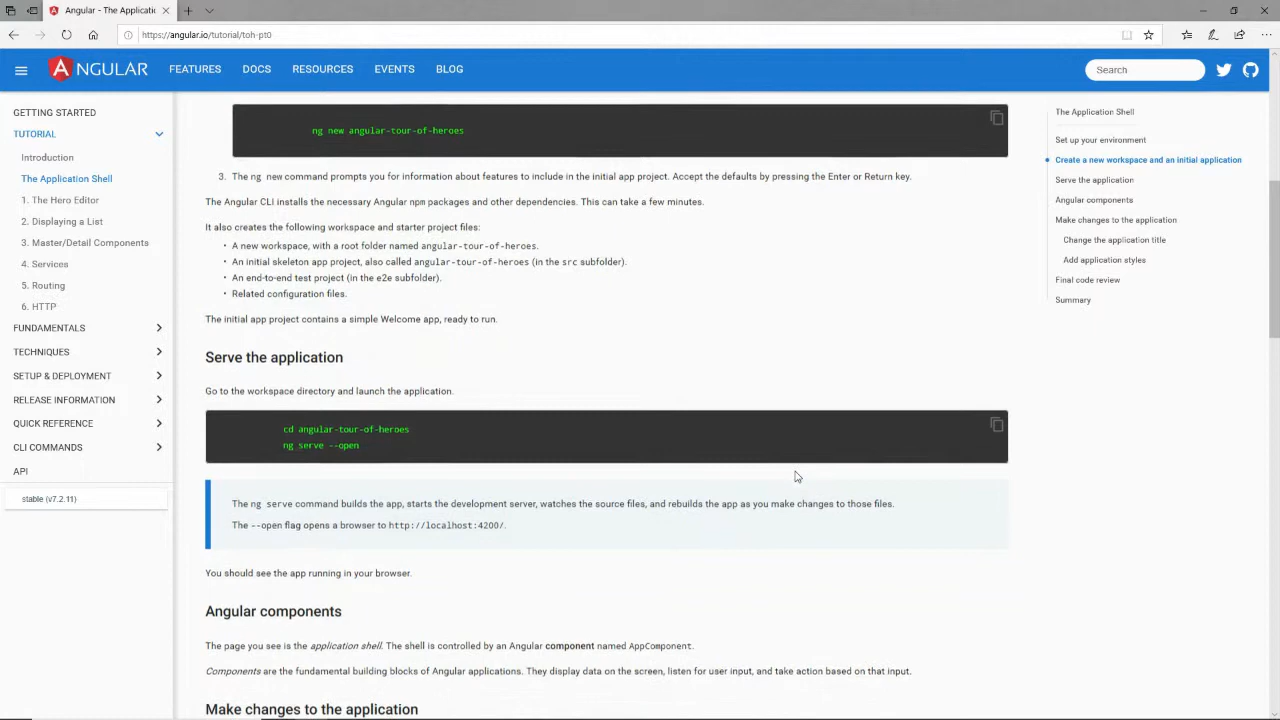 Angular - The Applicatic
https://angular.io/tutorial/toh-pt0
ANGULAR
FEATURES
DOCS
RESOURCES
EVENTS
BLOG
Search
GETTING STARTED
TUTORIAL
Introduction
The Application Shell
1. The Hero Editor
2. Displaying a List
3. Master/Detail Components
4. Services
5. Routing
6. HTTP
FUNDAMENTALS
TECHNIQUES
SETUP & DEPLOYMENT
RELEASE INFORMATION
QUICK REFERENCE
CLI COMMANDS
API
stable (v7.2.11)
ng new angular-tour-of-heroes
3. The ng new command prompts you for information about features to include in the initial app project. Accept the defaults by pressing the Enter or Return key.
The Angular CLI installs the necessary Angular npm packages and other dependencies. This can take a few minutes.
It also creates the following workspace and starter project files:
• A new workspace, with a root folder named angular-tour-of-heroes.
• An initial skeleton app project, also called angular-tour-of-heroes (in the src subfolder).
• An end-to-end test project (in the e2e subfolder).
• Related configuration files.
The initial app project contains a simple Welcome app, ready to run.
Serve the application
Go to the workspace directory and launch the application.
cd angular-tour-of-heroes
ng serve --open
The ng serve command builds the app, starts the development server, watches the source files, and rebuilds the app as you make changes to those files.
The --open flag opens a browser to http://localhost:4200/.
You should see the app running in your browser.
Angular components
The page you see is the application shell. The shell is controlled by an Angular component named AppComponent.
Components are the fundamental building blocks of Angular applications. They display data on the screen, listen for user input, and take action based on that input.
Make changes to the application
The Application Shell
Set up your environment
Create a new workspace and an initial application
Serve the application
Angular components
Make changes to the application
Change the application title
Add application styles
Final code review
Summary